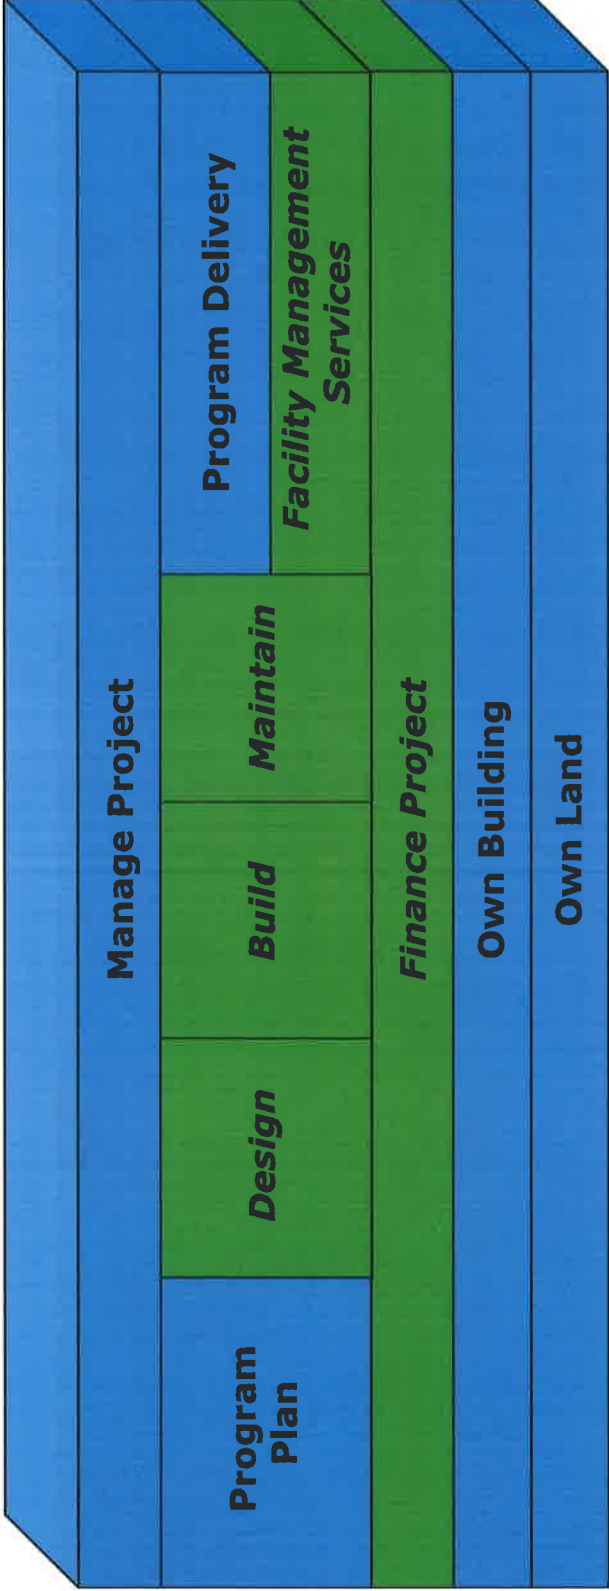 Manage Project
Program
Plan
Design
Build
Maintain
Program Delivery
Facility Management
Services
Finance Project
Own Building
Own Land